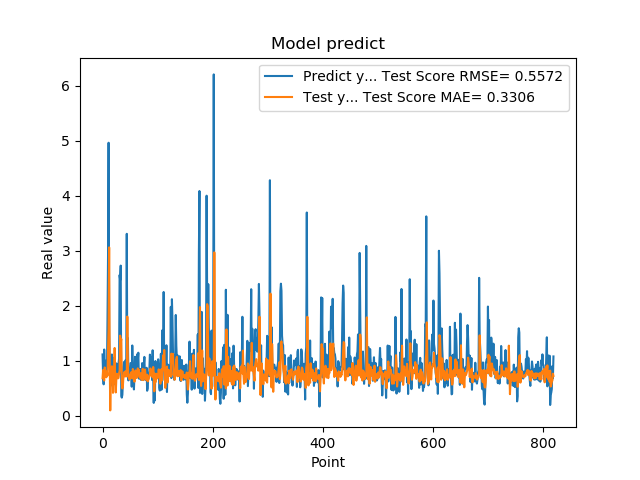 Model predict
Predict y... Test Score RMSE= 0.5572
Test y... Test Score MAE= 0.3306
Real value
6
5
4
3
2
1
0
0 200 400 600 800
Point